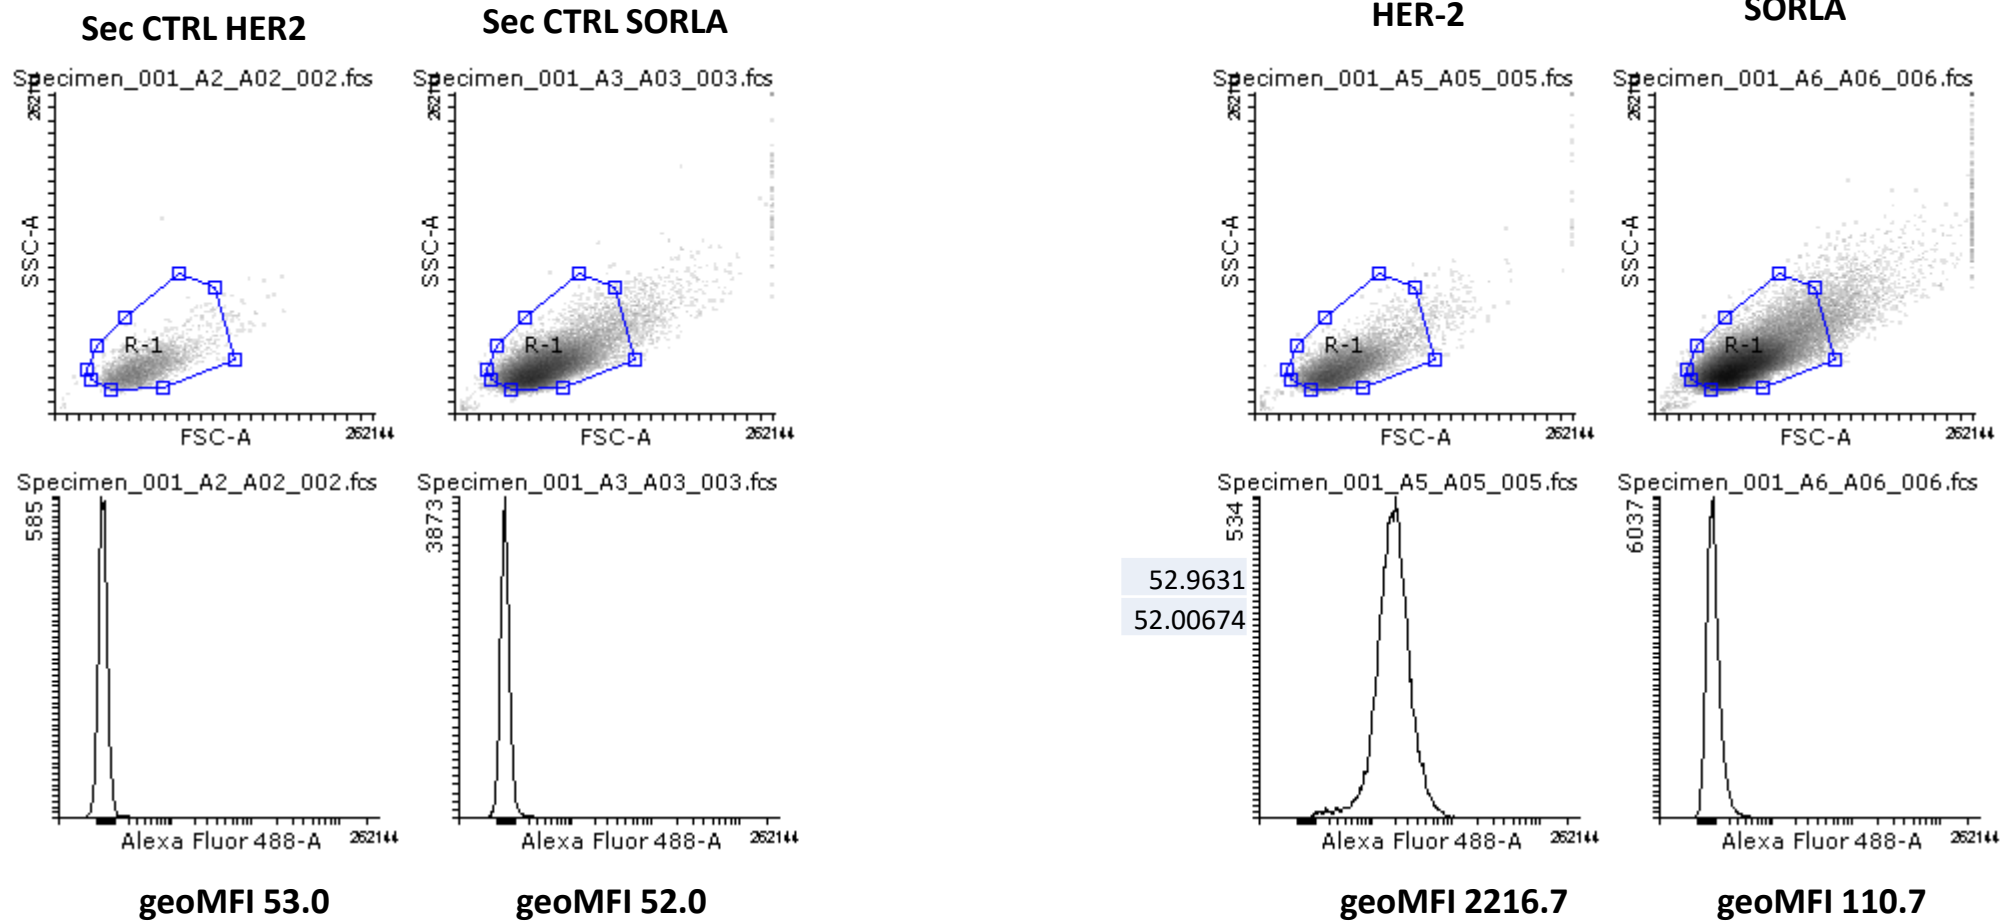 Sec CTRL HER2
Sec CTRL SORLA
HER-2
SORLA
Specimen_001_A2_A02_002.fcs
Specimen_001_A3_A03_003.fcs
Specimen_001_A5_A05_005.fcs
Specimen_001_A6_A06_006.fcs
SSC-A
R-1
FSC-A
262144
SSC-A
R-1
FSC-A
262144
SSC-A
R-1
FSC-A
262144
SSC-A
R-1
FSC-A
262144
Specimen_001_A2_A02_002.fcs
Specimen_001_A3_A03_003.fcs
Specimen_001_A5_A05_005.fcs
Specimen_001_A6_A06_006.fcs
585
Alexa Fluor 488-A
262144
3873
Alexa Fluor 488-A
262144
52.9631
52.00674
534
Alexa Fluor 488-A
262144
6037
Alexa Fluor 488-A
262144
geoMFI 53.0
geoMFI 52.0
geoMFI 2216.7
geoMFI 110.7